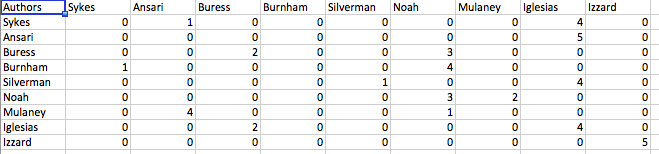 Authors Sykes Ansari Buress Burnham Silverman Noah Mulaney Iglesias Izzard
Sykes 0 1 0 0 0 0 0 4 0
Ansari 0 0 0 0 0 0 0 5 0
Buress 0 0 2 0 0 3 0 0 0
Burnham 1 0 0 0 0 4 0 0 0
Silverman 0 0 0 0 1 0 0 4 0
Noah 0 0 0 0 0 3 2 0 0
Mulaney 0 4 0 0 0 1 0 0 0
Iglesias 0 0 2 0 0 0 0 4 0
Izzard 0 0 0 0 0 0 0 0 5